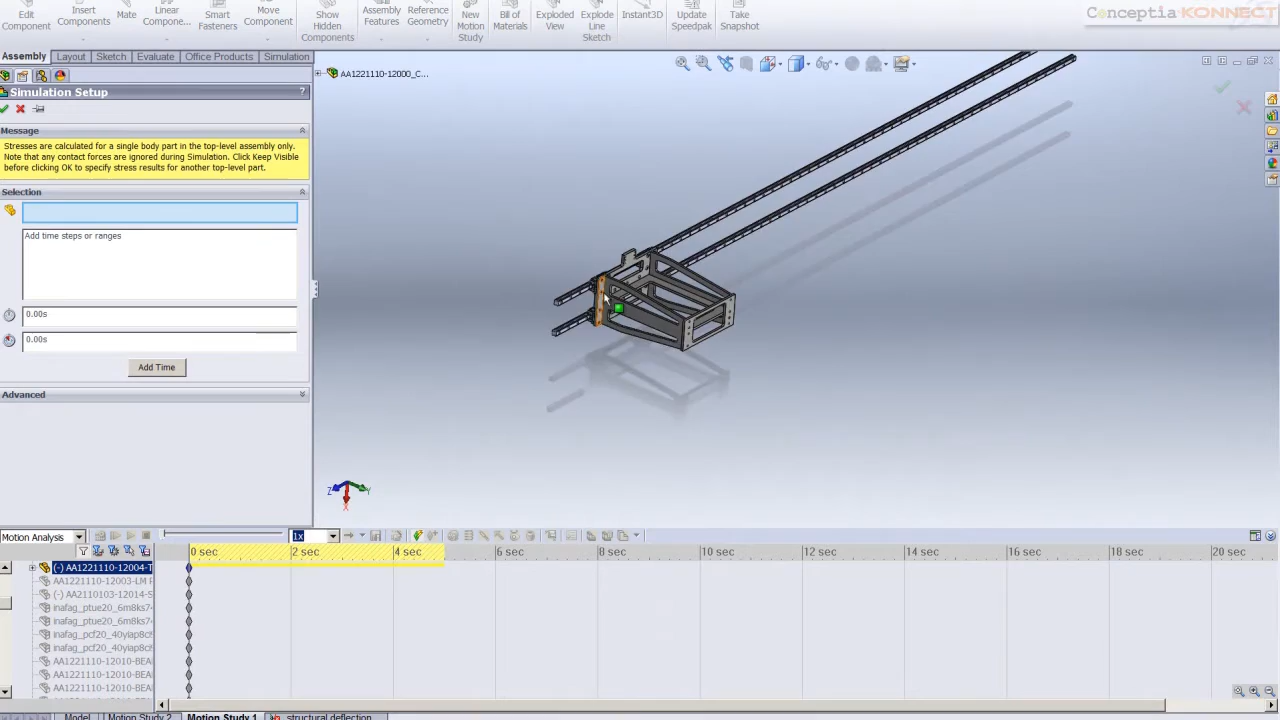 Conceptia KONNECT
Edit Component
Insert Components
Mate
Linear Compone...
Smart Fasteners
Move Component
Show Hidden Components
Assembly Features
Reference Geometry
New Motion Study
Bill of Materials
Exploded View
Explode Line Sketch
Instant3D
Update Speedpak
Take Snapshot
Assembly
Layout
Sketch
Evaluate
Office Products
Simulation
AA1221110-12000_C...
Simulation Setup
?
Message
Stresses are calculated for a single body part in the top-level assembly only.
Note that any contact forces are ignored during Simulation. Click Keep Visible
before clicking OK to specify stress results for another top-level part.
Selection
Add time steps or ranges
0.00s
0.00s
Add Time
Advanced
Z Y
X
Motion Analysis
1x
0 sec 2 sec 4 sec 6 sec 8 sec 10 sec 12 sec 14 sec 16 sec 18 sec 20 sec
(-) AA1221110-12004-T
AA1221110-12003-LM
(-) AA2110103-12014-S
inafag_ptue20_6m8ks7
inafag_ptue20_6m8ks7
inafag_pcf20_40yiap8c
inafag_pcf20_40yiap8c
AA1221110-12010-BEA
AA1221110-12010-BEA
AA1221110-12010-BEA
Model
Motion Study 2
Motion Study 1
structural deflection